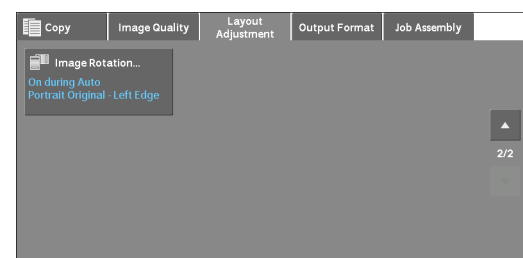 Copy
Image Quality
Layout
Adjustment
Output Format
Job Assembly
Image Rotation...
On during Auto
Portrait Original - Left Edge
2/2